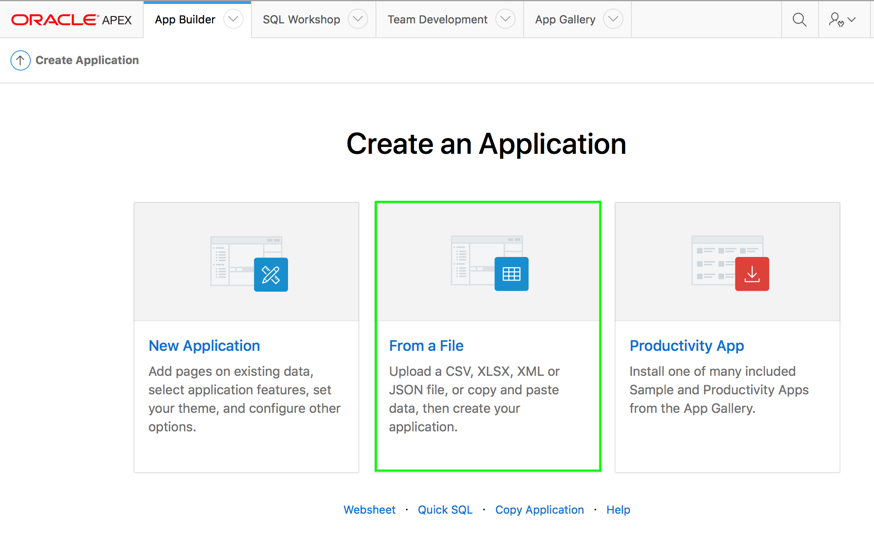 ORACLE APEX App Builder SQL Workshop Team Development App Gallery
Create Application
Create an Application
New Application
Add pages on existing data,
select application features, set
your theme, and configure other
options.
From a File
Upload a CSV, XLSX, XML or
JSON file, or copy and paste
data, then create your
application.
Productivity App
Install one of many included
Sample and Productivity Apps
from the App Gallery.
Websheet · Quick SQL · Copy Application · Help